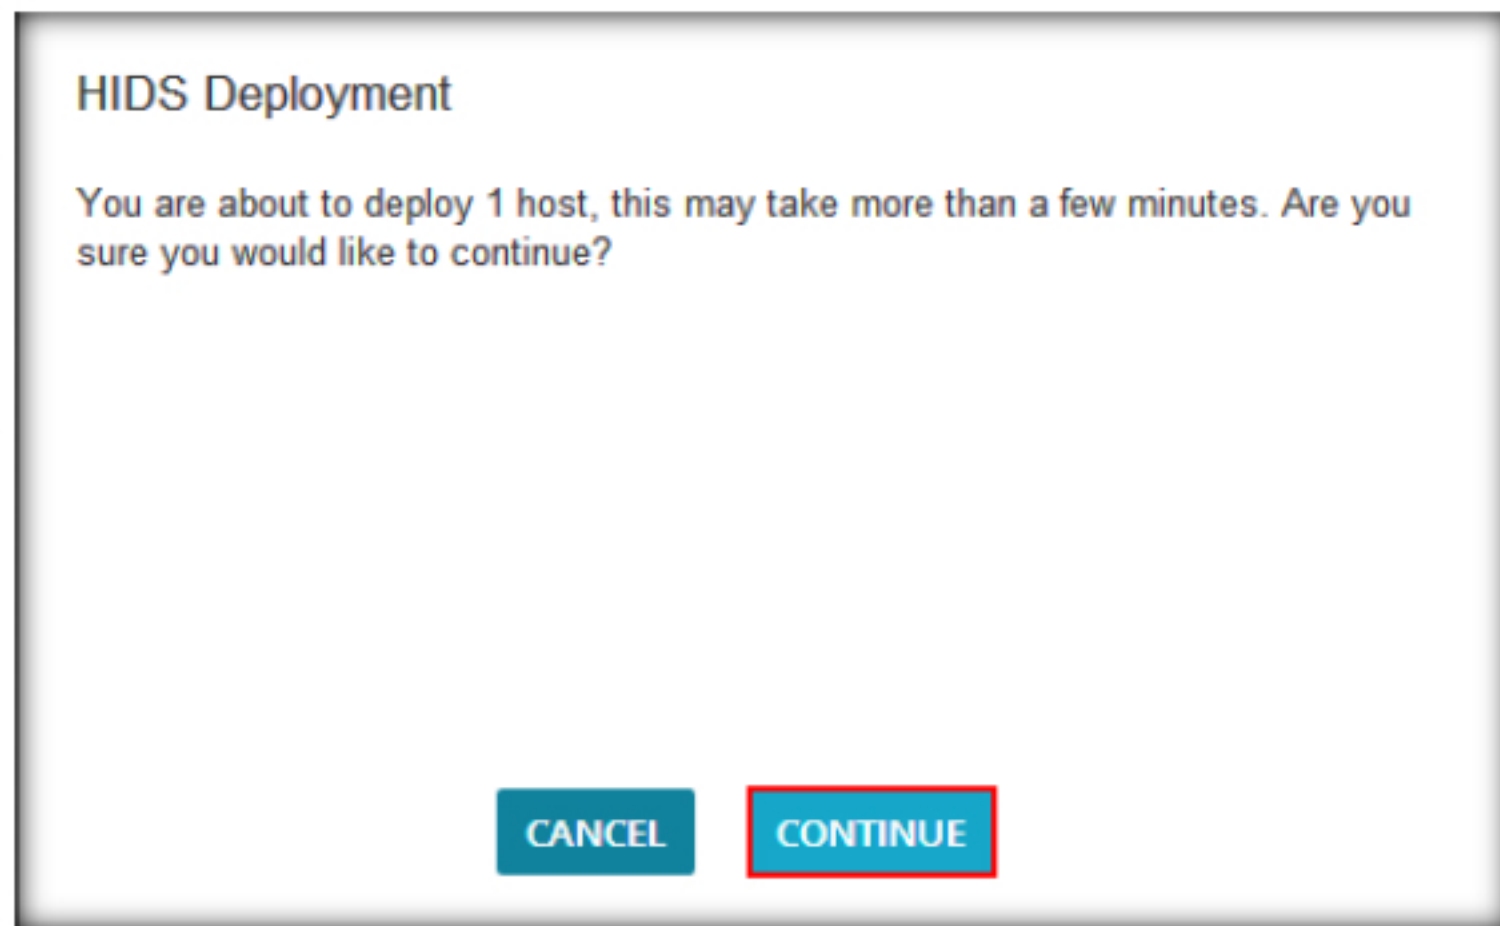 HIDS Deployment
You are about to deploy 1 host, this may take more than a few minutes. Are you
sure you would like to continue?
CANCEL
CONTINUE